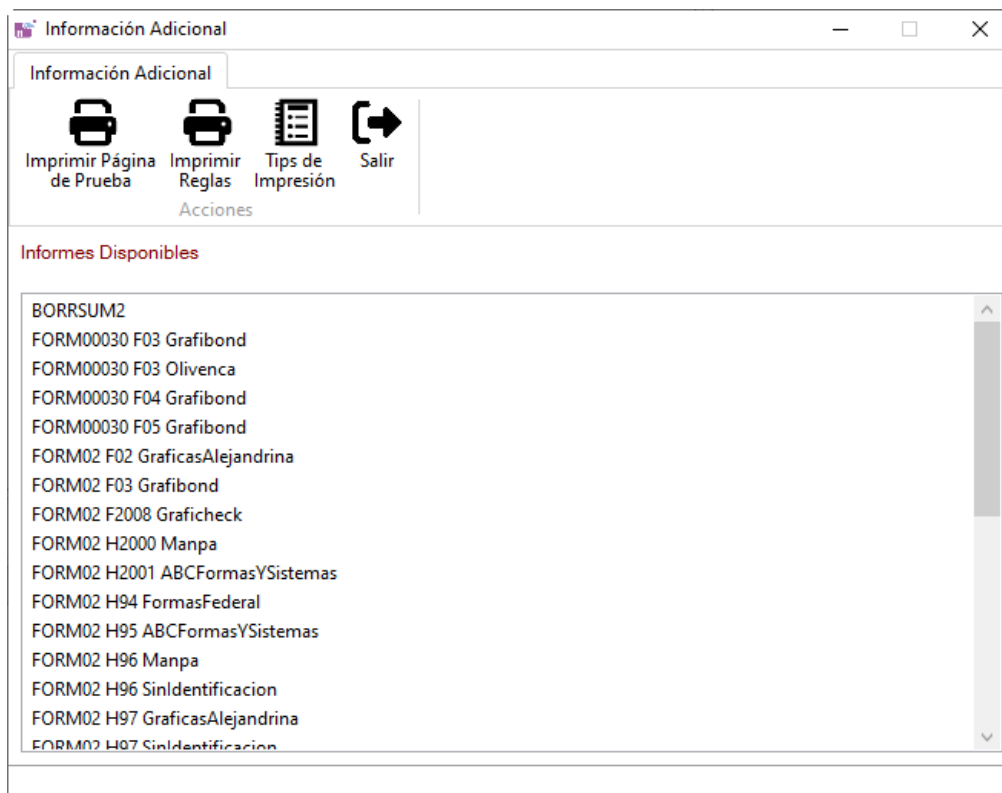 Información Adicional
Información Adicional
Imprimir Página de Prueba
Imprimir Reglas
Tips de Impresión
Salir
Acciones
Informes Disponibles
BORRSUM2
FORM00030 F03 Grafibond
FORM00030 F03 Olivenca
FORM00030 F04 Grafibond
FORM00030 F05 Grafibond
FORM02 F02 GraficasAlejandrina
FORM02 F03 Grafibond
FORM02 F2008 Graficheck
FORM02 H2000 Manpa
FORM02 H2001 ABCFormasYSistemas
FORM02 H94 FormasFederal
FORM02 H95 ABCFormasYSistemas
FORM02 H96 Manpa
FORM02 H96 SinIdentificacion
FORM02 H97 GraficasAlejandrina
FORM02 H97 SinIdentificacion